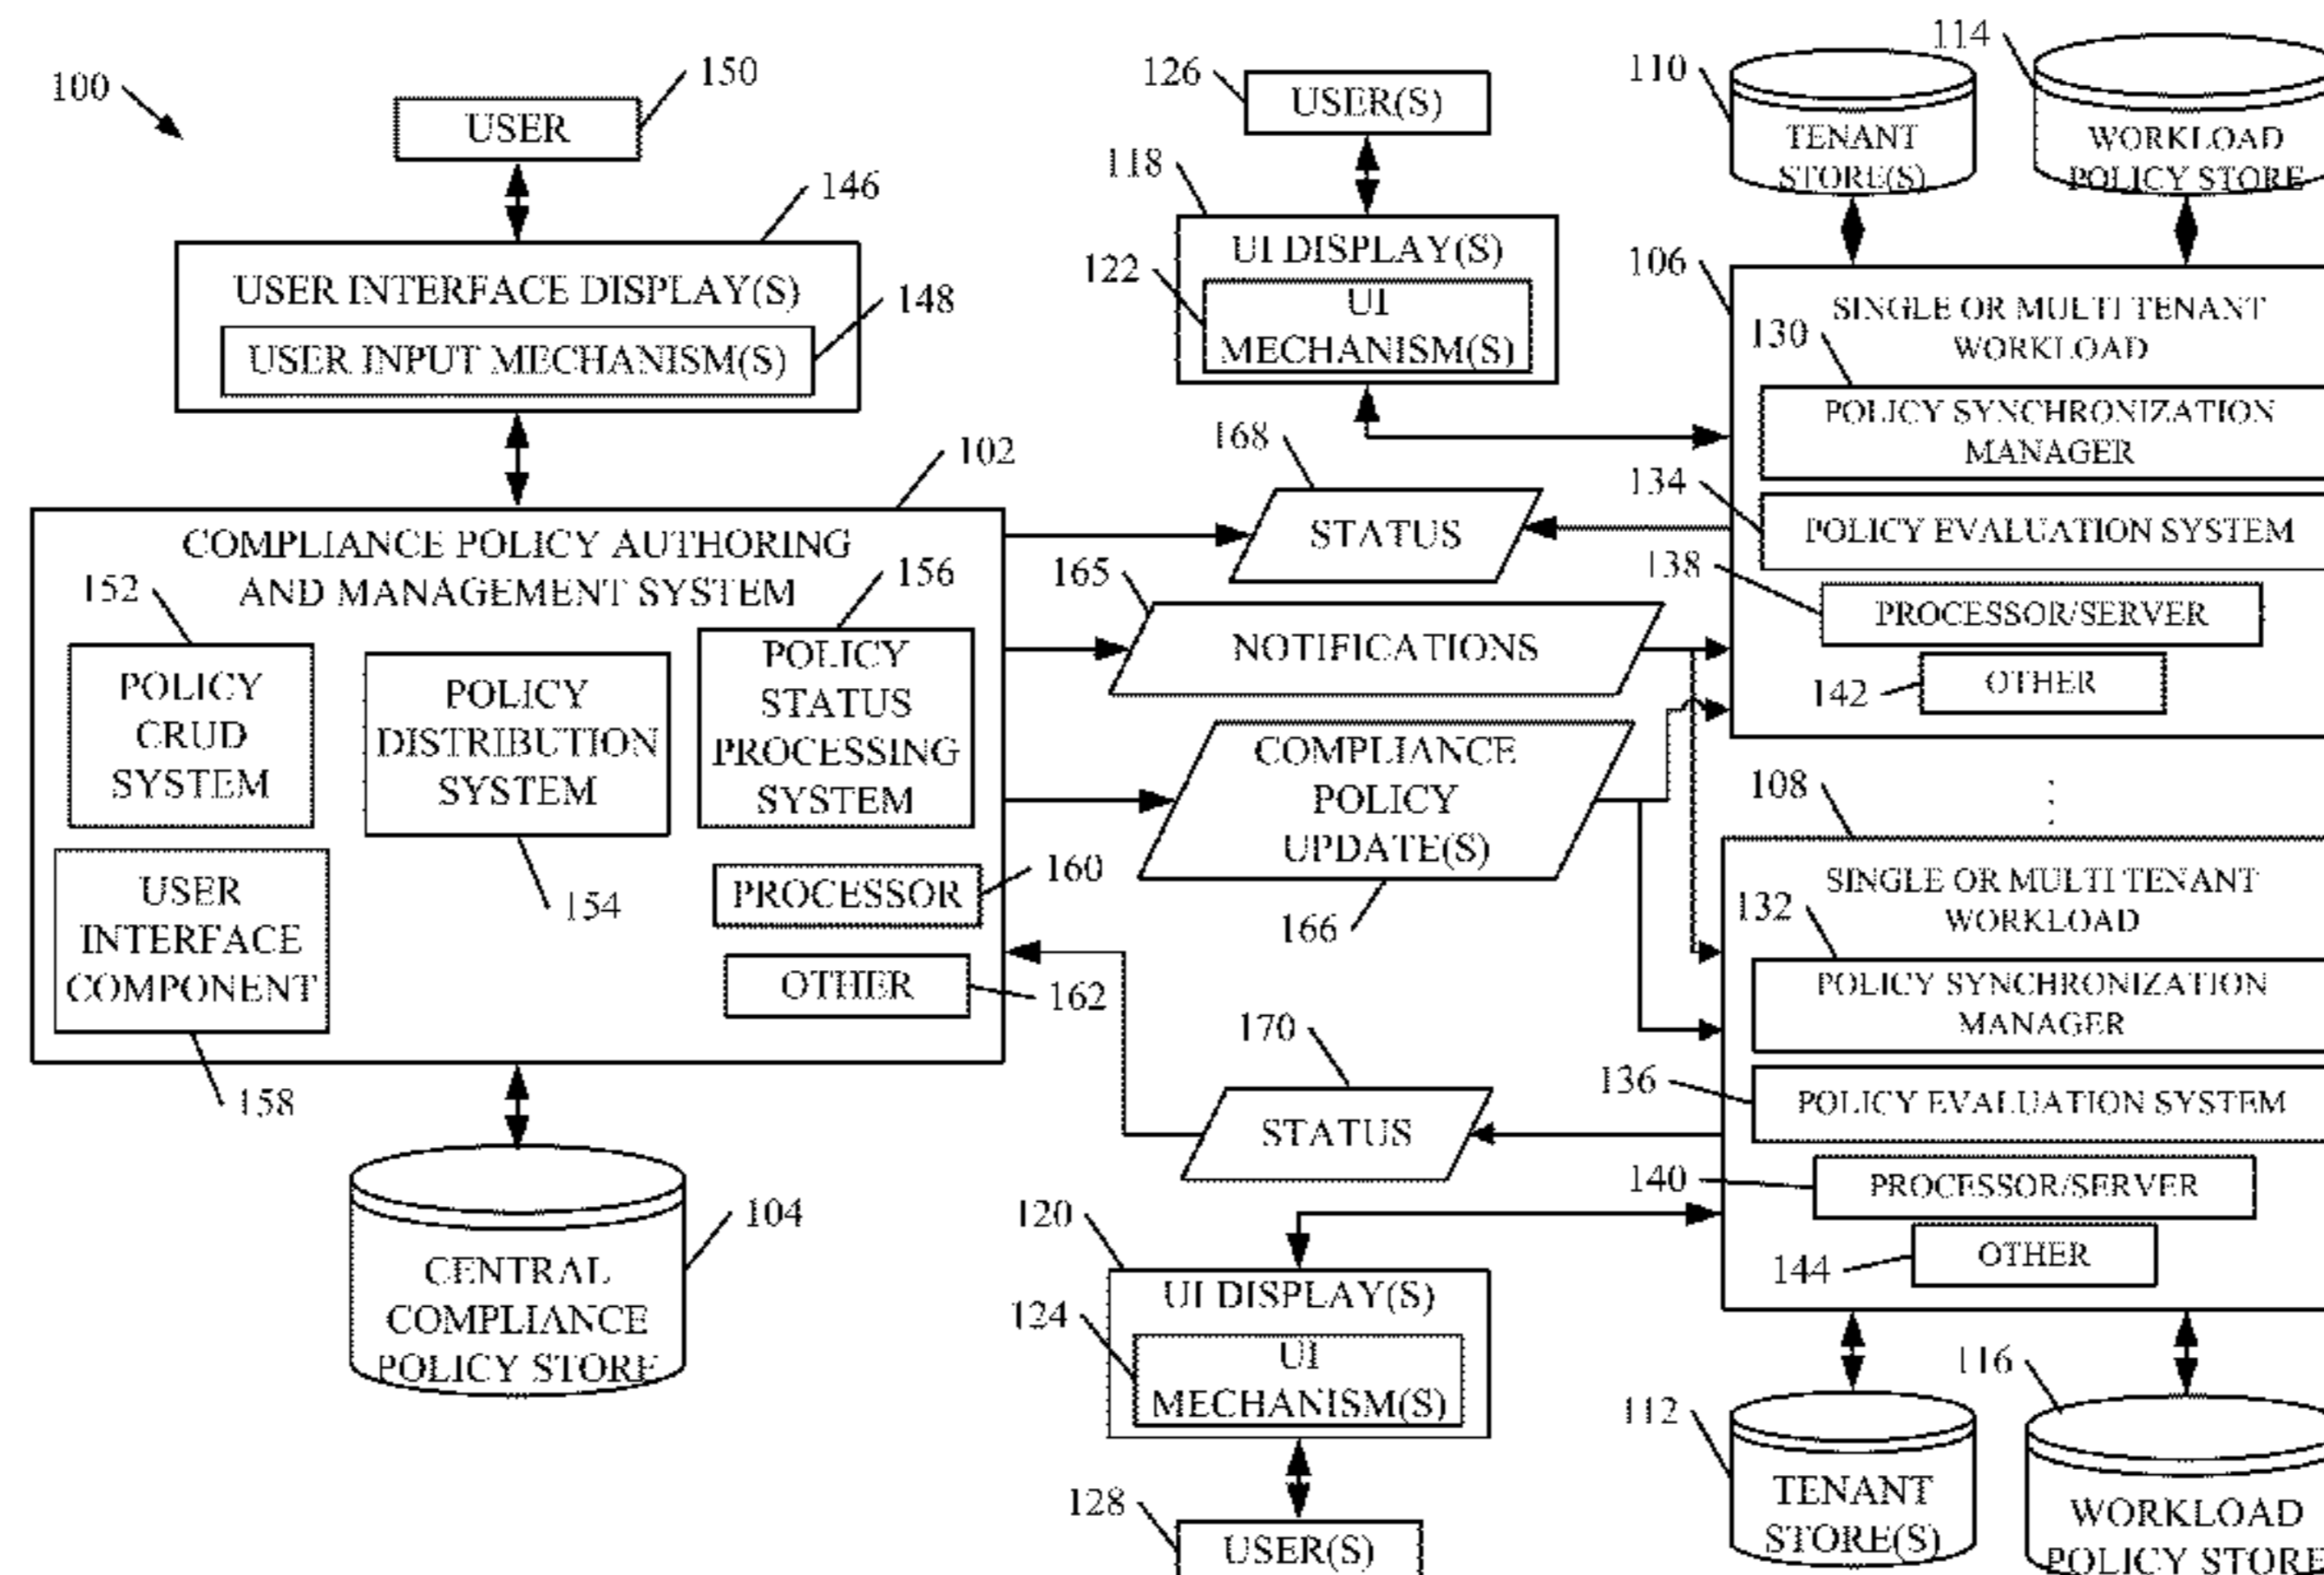 100
150
USER
146
USER INTERFACE DISPLAY(S)
148
USER INPUT MECHANISM(S)
102
COMPLIANCE POLICY AUTHORING
AND MANAGEMENT SYSTEM
152
156
POLICY
CRUD
SYSTEM
POLICY
DISTRIBUTION
SYSTEM
POLICY
STATUS
PROCESSING
SYSTEM
USER
INTERFACE
COMPONENT
154
PROCESSOR
160
OTHER
162
158
104
CENTRAL
COMPLIANCE
POLICY STORE
126
USER(S)
118
UI DISPLAY(S)
122
UI
MECHANISM(S)
168
STATUS
165
NOTIFICATIONS
COMPLIANCE
POLICY
UPDATE(S)
166
170
STATUS
120
UI DISPLAY(S)
124
UI
MECHANISM(S)
128
USER(S)
110
TENANT
STORE(S)
114
WORKLOAD
POLICY STORE
106
SINGLE OR MULTI TENANT
WORKLOAD
130
POLICY SYNCHRONIZATION
MANAGER
134
POLICY EVALUATION SYSTEM
138
PROCESSOR/SERVER
142
OTHER
108
SINGLE OR MULTI TENANT
WORKLOAD
132
POLICY SYNCHRONIZATION
MANAGER
136
POLICY EVALUATION SYSTEM
140
PROCESSOR/SERVER
144
OTHER
112
TENANT
STORE(S)
116
WORKLOAD
POLICY STORE